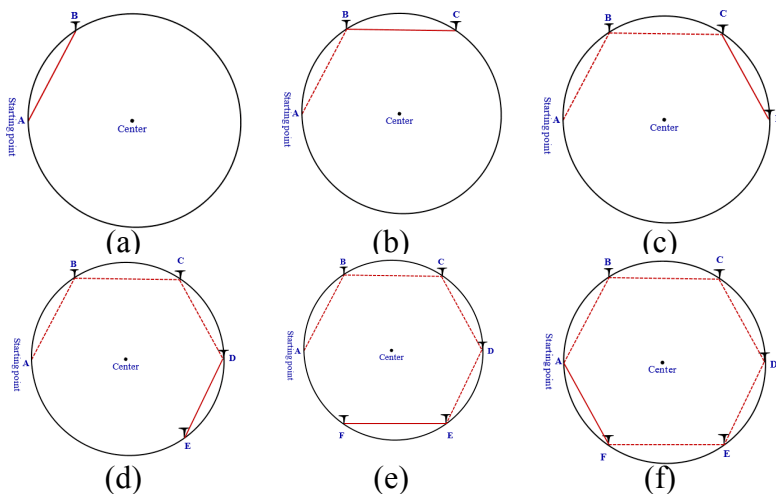 B
A
Starting point
Center
(a)
B
C
A
Starting point
Center
(b)
B
C
A
Starting point
Center
(c)
B
C
A
D
Starting point
Center
E
(d)
B
C
A
D
Starting point
Center
F
E
(e)
B
C
A
D
Starting point
Center
F
E
(f)